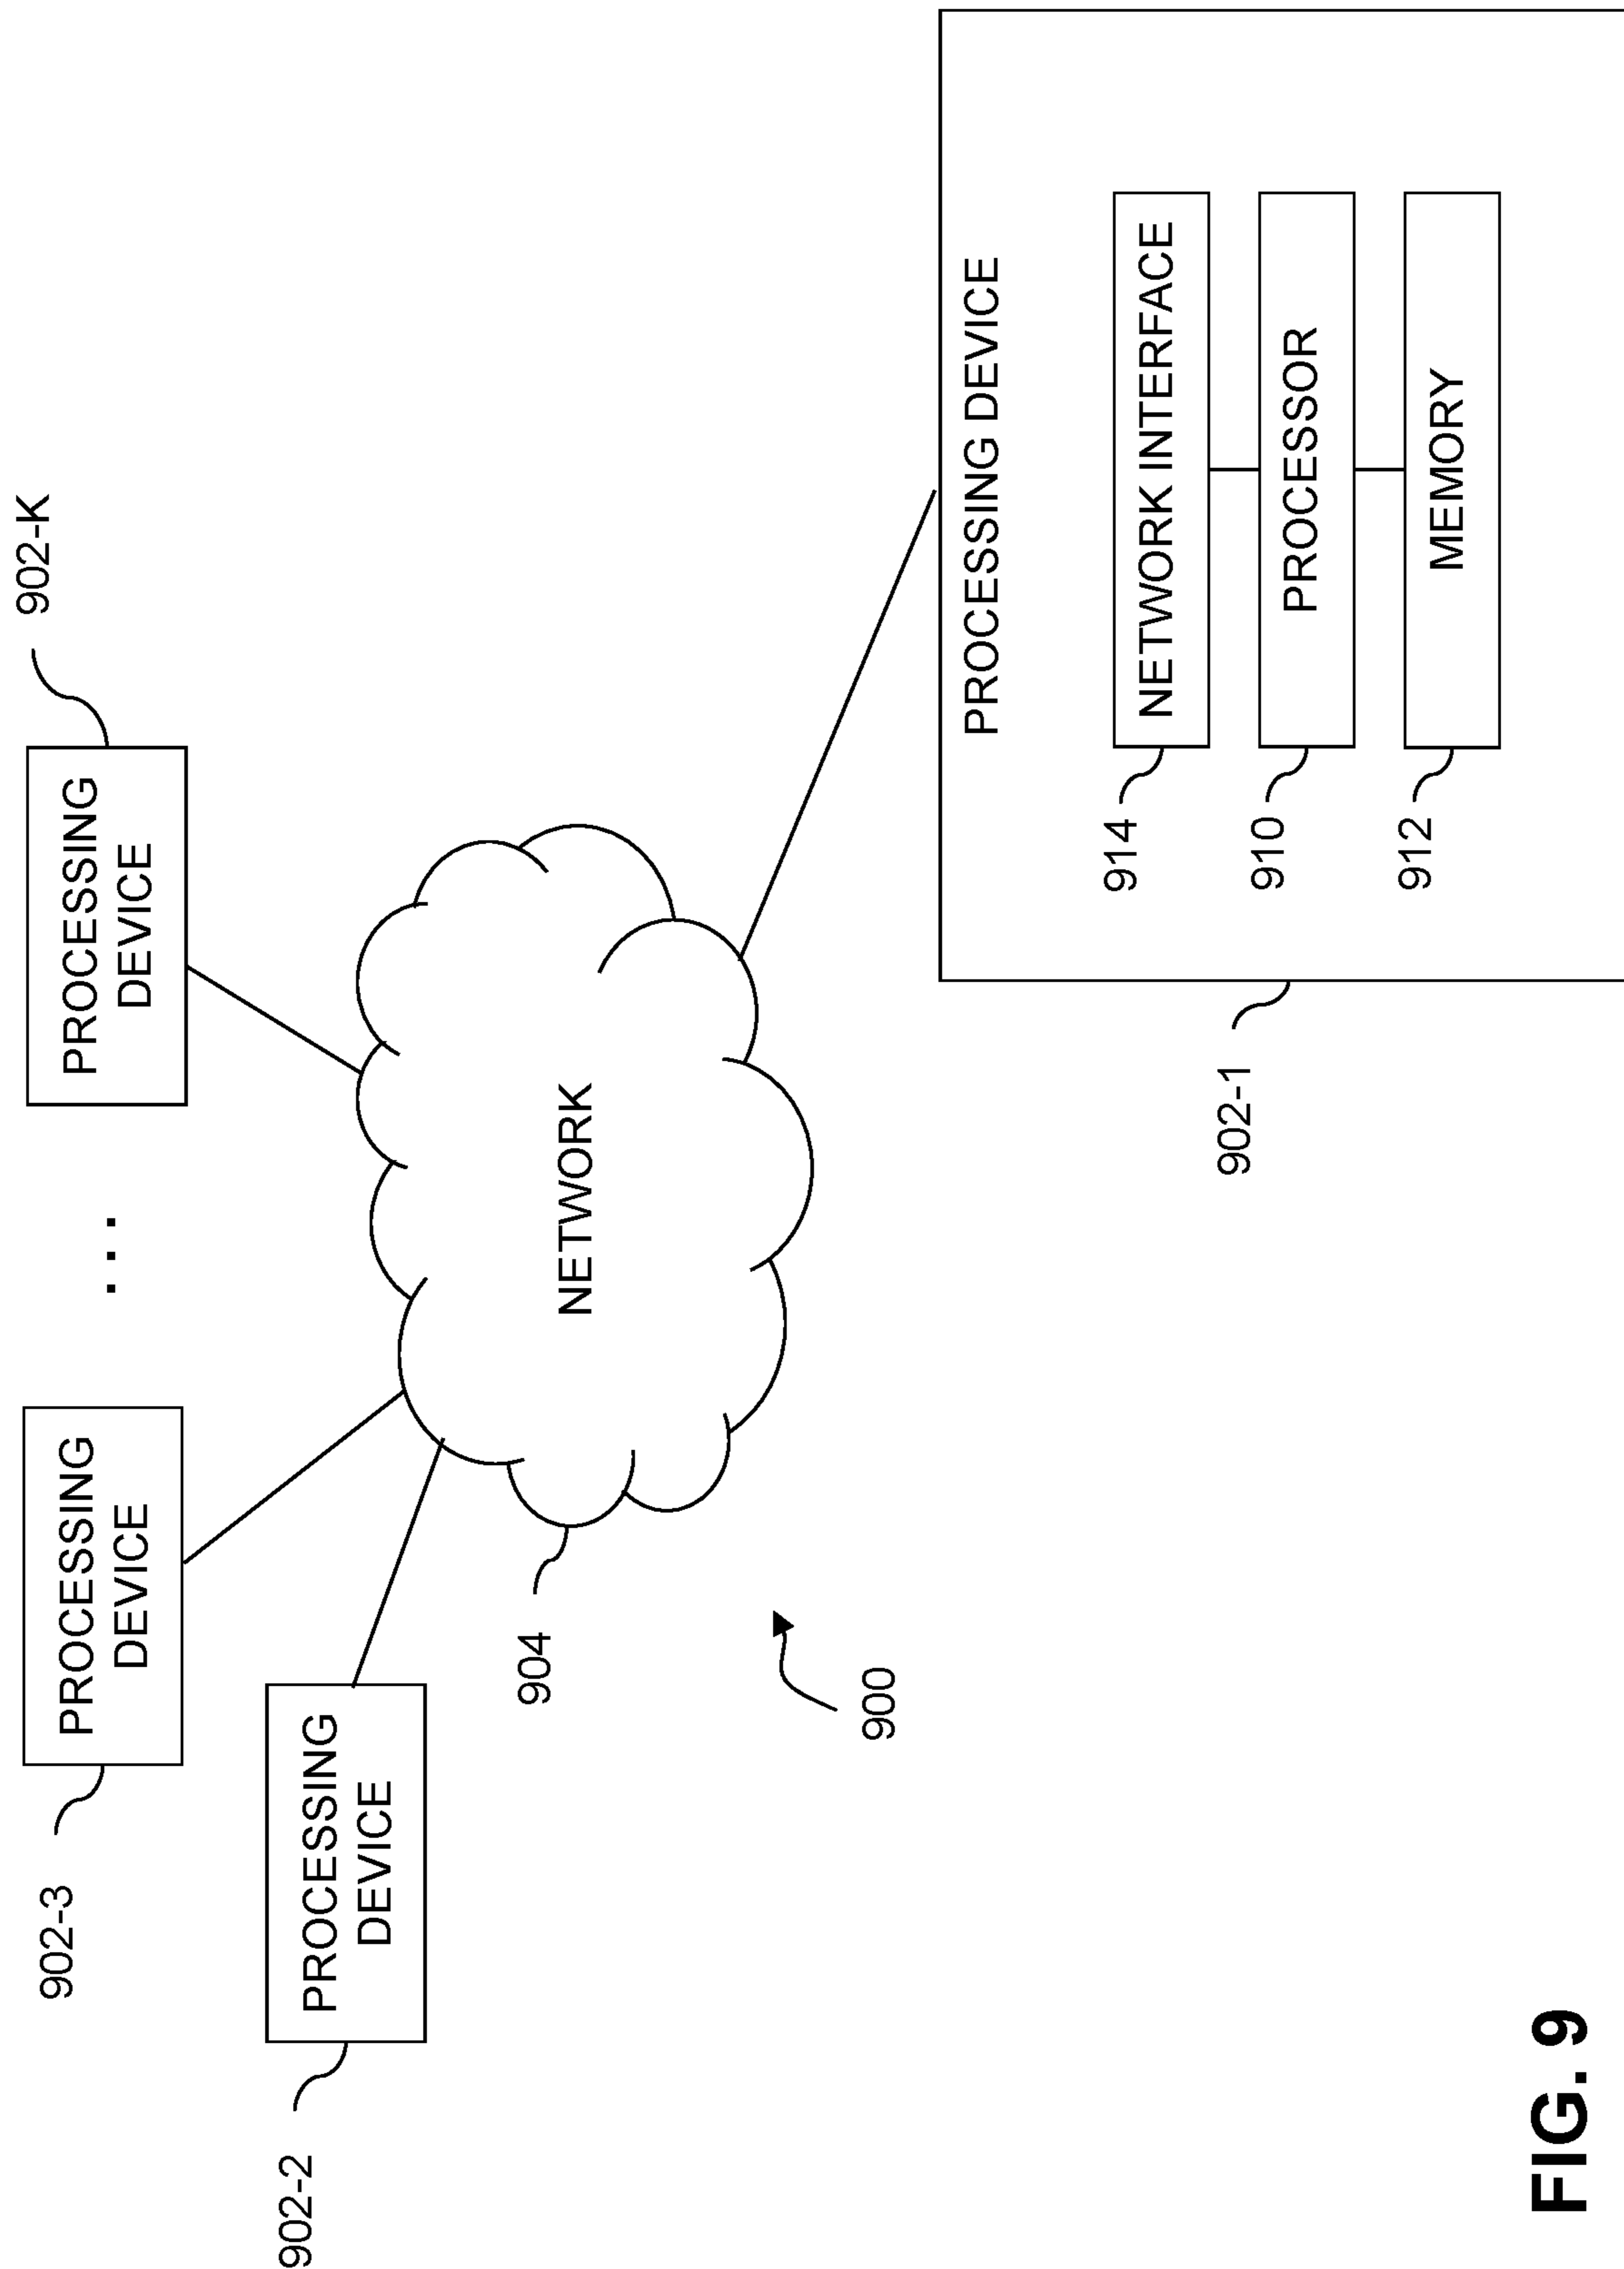 902-2
PROCESSING
DEVICE
902-3
PROCESSING
DEVICE
...
PROCESSING
DEVICE
902-K
904
NETWORK
900
902-1
PROCESSING DEVICE
914
NETWORK INTERFACE
910
PROCESSOR
912
MEMORY
FIG. 9